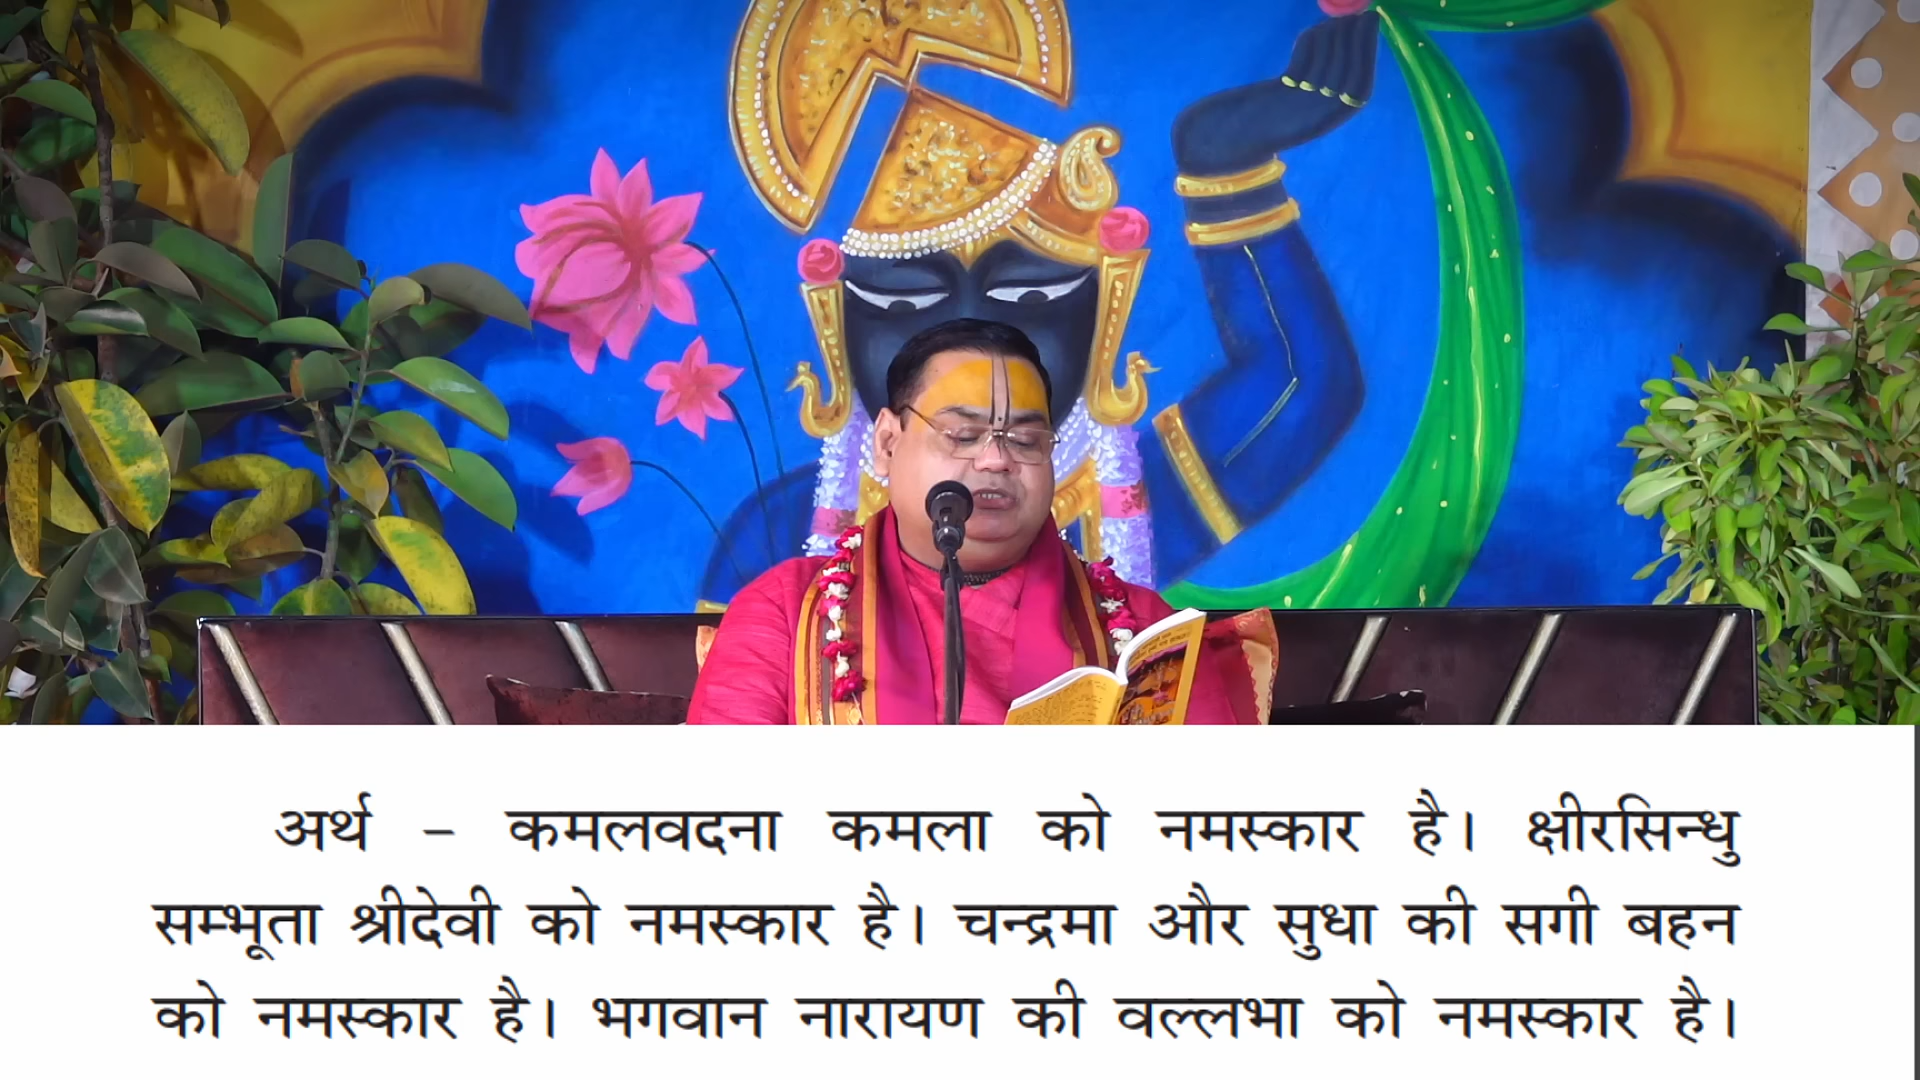 अर्थ – कमलवदना कमला को नमस्कार है। क्षीरसिन्धु
सम्भूता श्रीदेवी को नमस्कार है। चन्द्रमा और सुधा की सगी बहन
को नमस्कार है। भगवान नारायण की वल्लभा को नमस्कार है।